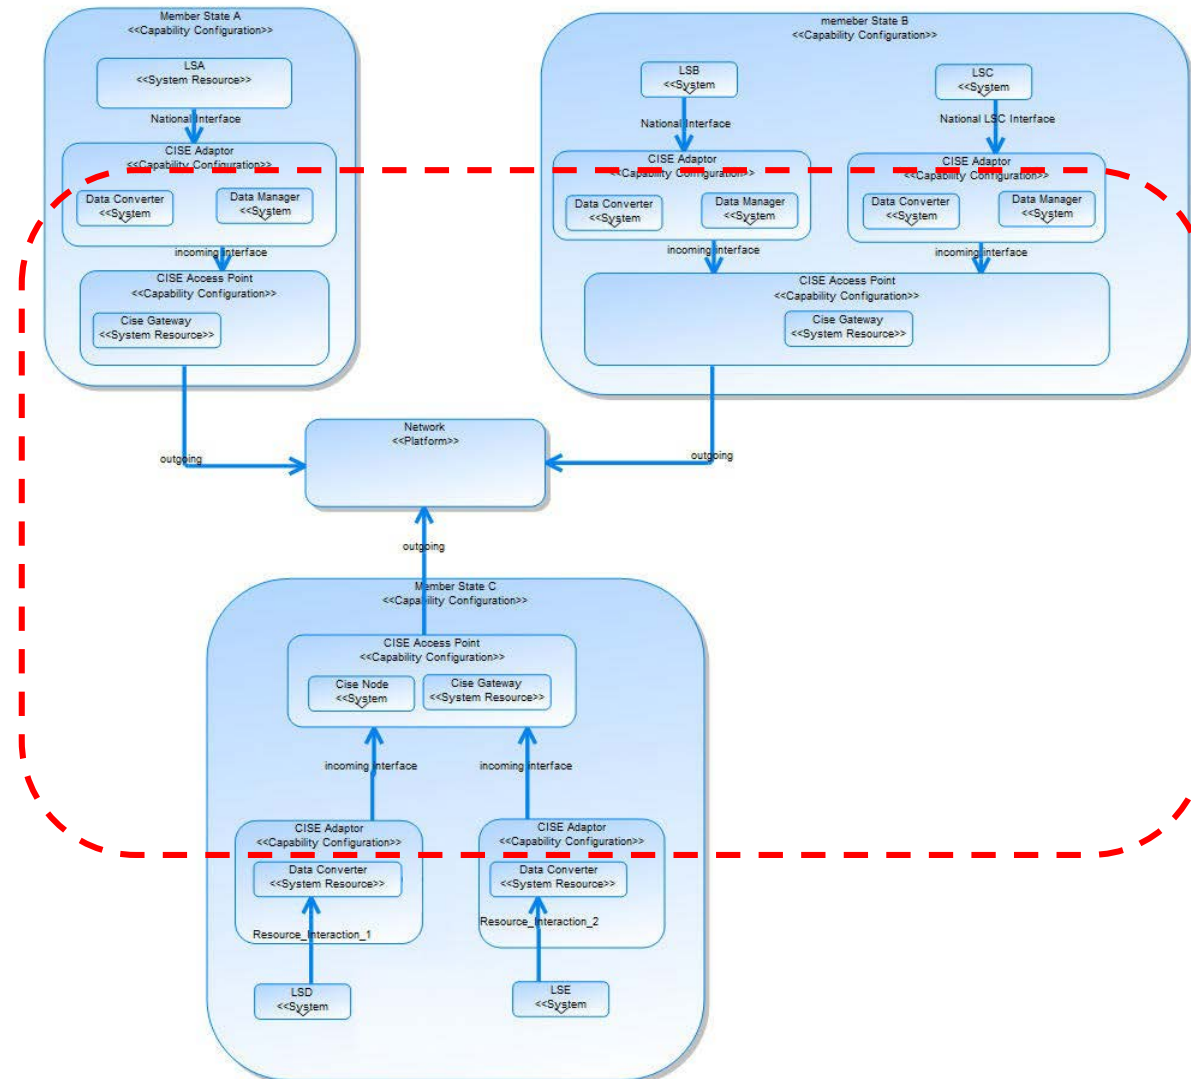 Member State A
<<Capability Configuration>>
LSA
<<System Resource>>
National Interface
CISE Adaptor
<<Capability Configuration>>
Data Converter
<<System
Data Manager
<<System
incoming interface
CISE Access Point
<<Capability Configuration>>
Cise Gateway
<<System Resource>>
outgoing
memeber State B
<<Capability Configuration>>
LSB
<<System
LSC
<<System
National Interface
National LSC Interface
CISE Adaptor
<<Capability Configuration>>
Data Converter
<<System
Data Manager
<<System
CISE Adaptor
<<Capability Configuration>>
Data Converter
<<System
Data Manager
<<System
incoming interface
incoming interface
CISE Access Point
<<Capability Configuration>>
Cise Gateway
<<System Resource>>
outgoing
Network
<<Platform>>
outgoing
Member State C
<<Capability Configuration>>
CISE Access Point
<<Capability Configuration>>
Cise Node
<<System
Cise Gateway
<<System Resource>>
incoming interface
incoming interface
CISE Adaptor
<<Capability Configuration>>
Data Converter
<<System Resource>>
Resource_Interaction_1
LSD
<<System
CISE Adaptor
<<Capability Configuration>>
Data Converter
<<System Resource>>
Resource_Interaction_2
LSE
<<System